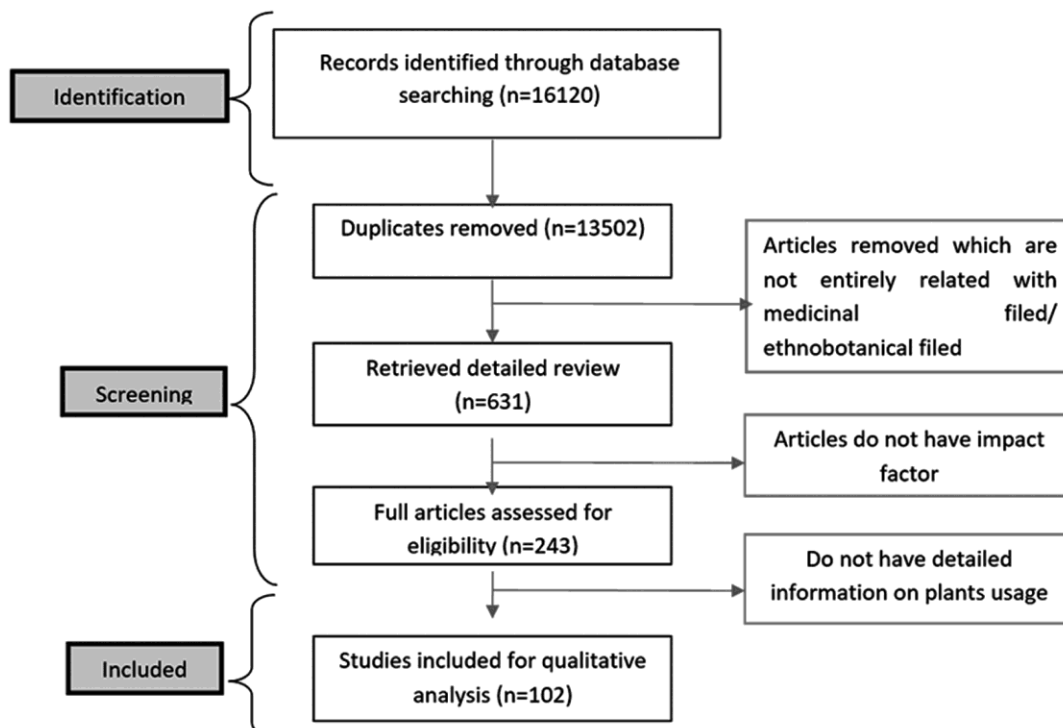 Identification
Records identified through database
searching (n=16120)
Screening
Duplicates removed (n=13502)
Articles removed which are
not entirely related with
medicinal filed/
ethnobotanical filed
Retrieved detailed review
(n=631)
Articles do not have impact
factor
Full articles assessed for
eligibility (n=243)
Do not have detailed
information on plants usage
Included
Studies included for qualitative
analysis (n=102)